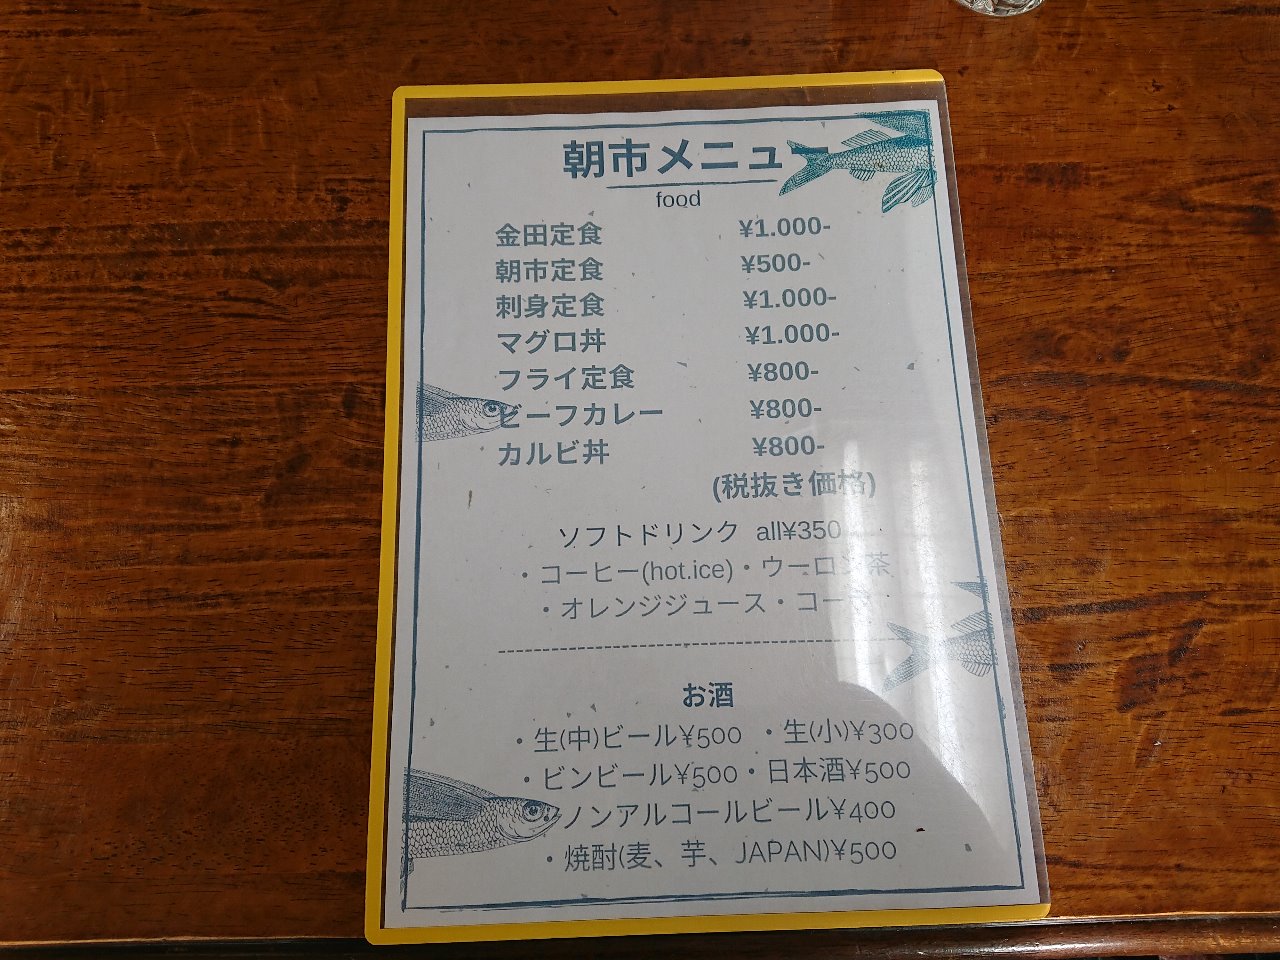 朝市メニュー
food
金田定食 ¥1.000-
朝市定食 ¥500-
刺身定食 ¥1.000-
マグロ丼 ¥1.000-
フライ定食 ¥800-
ビーフカレー ¥800-
カルビ丼 ¥800-
(税抜き価格)
ソフトドリンク all¥350
・コーヒー(hot.ice)・ウーロン茶
・オレンジジュース・コーラ
--------------------------------------------
お酒
・生(中)ビール¥500 ・生(小)¥300
・ビンビール¥500・日本酒¥500
ノンアルコールビール¥400
・焼酎(麦、芋、JAPAN)¥500